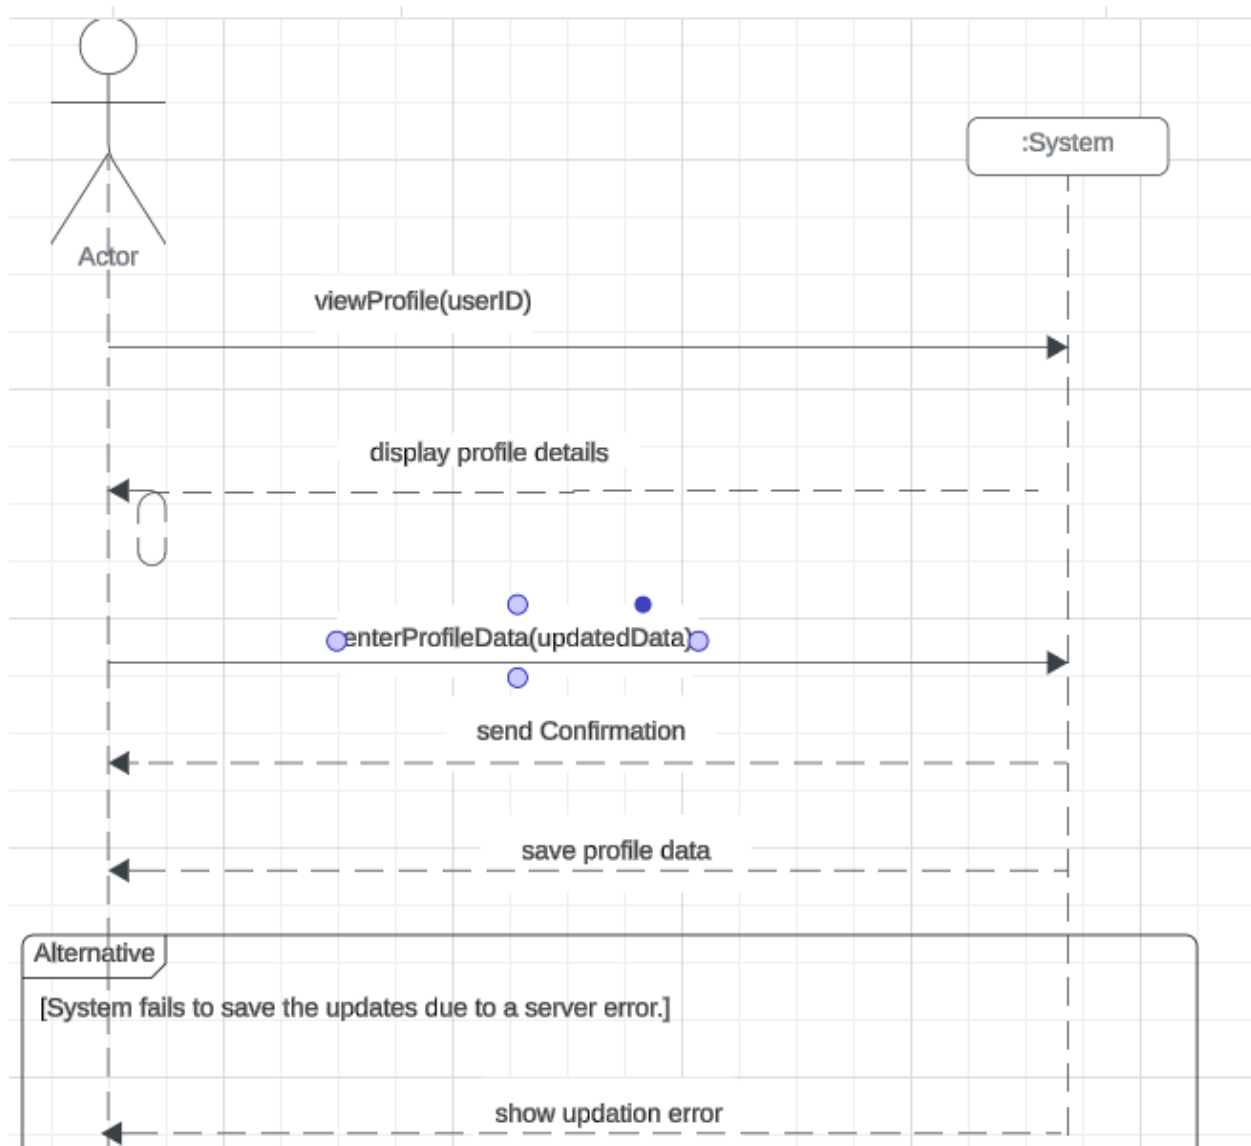 :System
Actor
viewProfile(userID)
display profile details
enterProfileData(updatedData)
send Confirmation
save profile data
Alternative
[System fails to save the updates due to a server error.]
show updation error